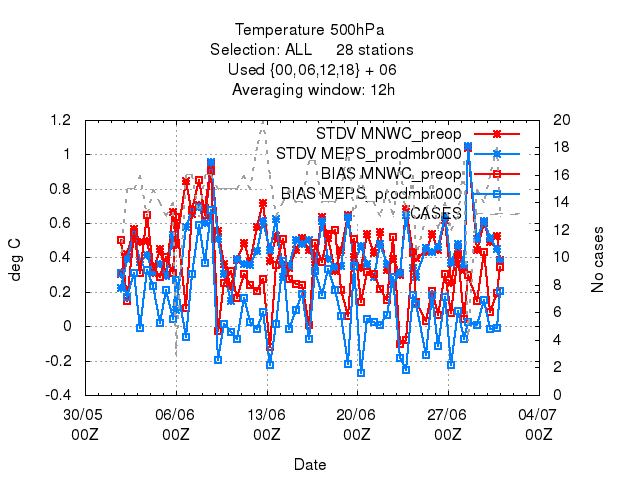 Temperature 500hPa
Selection: ALL 28 stations
Used {00,06,12,18} + 06
Averaging window: 12h
STDV MNWC_preop
STDV MEPS_prodmbr000
BIAS MNWC_preop
BIAS MEPS_prodmbr000
CASES
deg C
1.2
1
0.8
0.6
0.4
0.2
0
-0.2
-0.4
No cases
20
18
16
14
12
10
8
6
4
2
0
30/05 06/06 13/06 20/06 27/06 04/07
00Z 00Z 00Z 00Z 00Z 00Z
Date